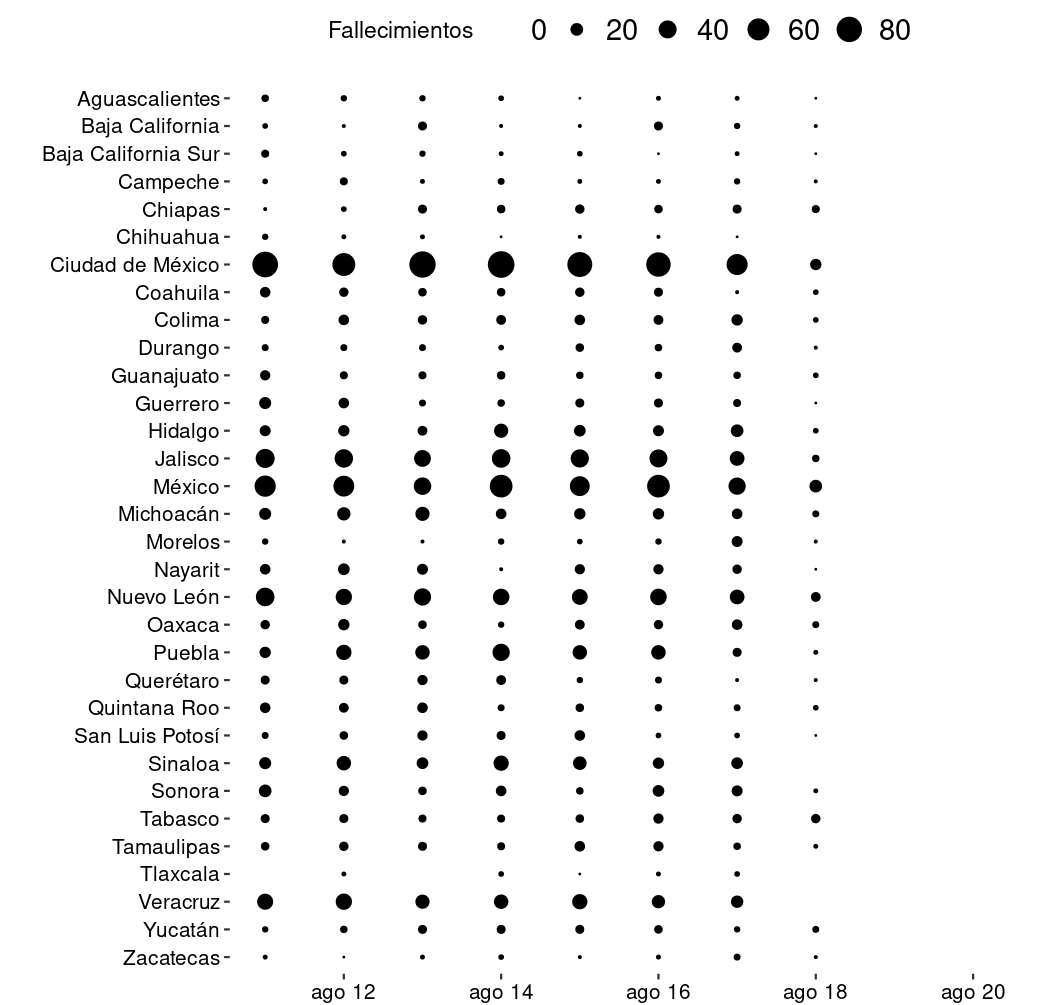 Fallecimientos 0 20 40 60 80
Aguascalientes
Baja California
Baja California Sur
Campeche
Chiapas
Chihuahua
Ciudad de México
Coahuila
Colima
Durango
Guanajuato
Guerrero
Hidalgo
Jalisco
México
Michoacán
Morelos
Nayarit
Nuevo León
Oaxaca
Puebla
Querétaro
Quintana Roo
San Luis Potosí
Sinaloa
Sonora
Tabasco
Tamaulipas
Tlaxcala
Veracruz
Yucatán
Zacatecas
ago 12 ago 14 ago 16 ago 18 ago 20